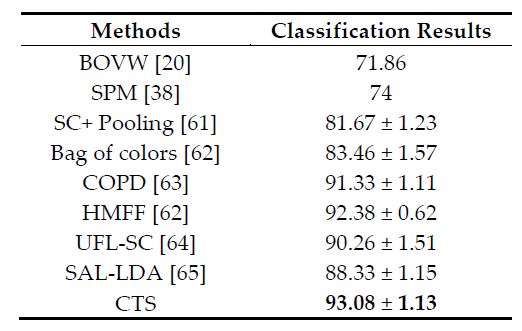 Methods Classification Results
BOVW [20] 71.86
SPM [38] 74
SC+ Pooling [61] 81.67 ± 1.23
Bag of colors [62] 83.46 ± 1.57
COPD [63] 91.33 ± 1.11
HMFF [62] 92.38 ± 0.62
UFL-SC [64] 90.26 ± 1.51
SAL-LDA [65] 88.33 ± 1.15
CTS 93.08 ± 1.13